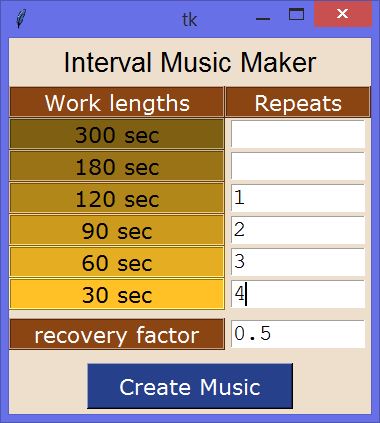 tk
Interval Music Maker
Work lengths Repeats
300 sec
180 sec
120 sec 1
90 sec 2
60 sec 3
30 sec 4
recovery factor 0.5
Create Music